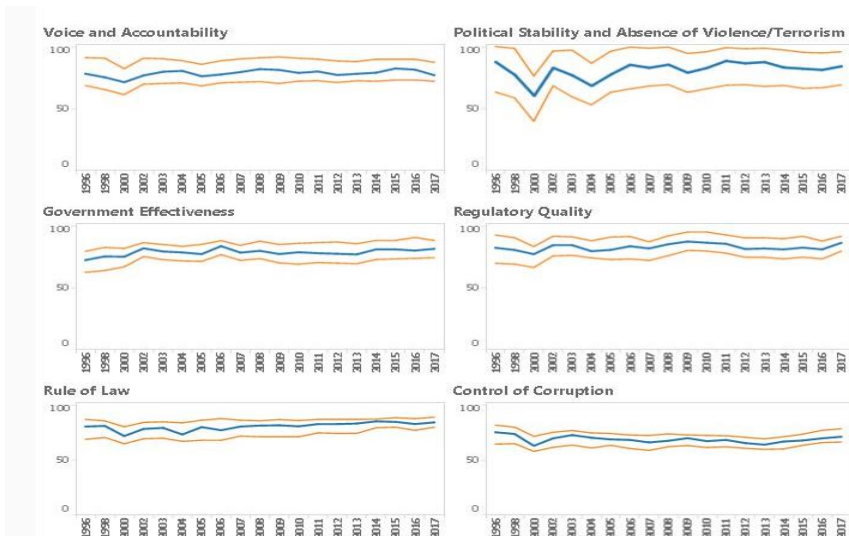 Voice and Accountability
100
50
0
1996 1998 2000 2002 2003 2004 2005 2006 2007 2008 2009 2010 2011 2012 2013 2014 2015 2016 2017
Political Stability and Absence of Violence/Terrorism
100
50
0
1996 1998 2000 2002 2003 2004 2005 2006 2007 2008 2009 2010 2011 2012 2013 2014 2015 2016 2017
Government Effectiveness
100
50
0
1996 1998 2000 2002 2003 2004 2005 2006 2007 2008 2009 2010 2011 2012 2013 2014 2015 2016 2017
Regulatory Quality
100
50
0
1996 1998 2000 2002 2003 2004 2005 2006 2007 2008 2009 2010 2011 2012 2013 2014 2015 2016 2017
Rule of Law
100
50
0
1996 1998 2000 2002 2003 2004 2005 2006 2007 2008 2009 2010 2011 2012 2013 2014 2015 2016 2017
Control of Corruption
100
50
0
1996 1998 2000 2002 2003 2004 2005 2006 2007 2008 2009 2010 2011 2012 2013 2014 2015 2016 2017